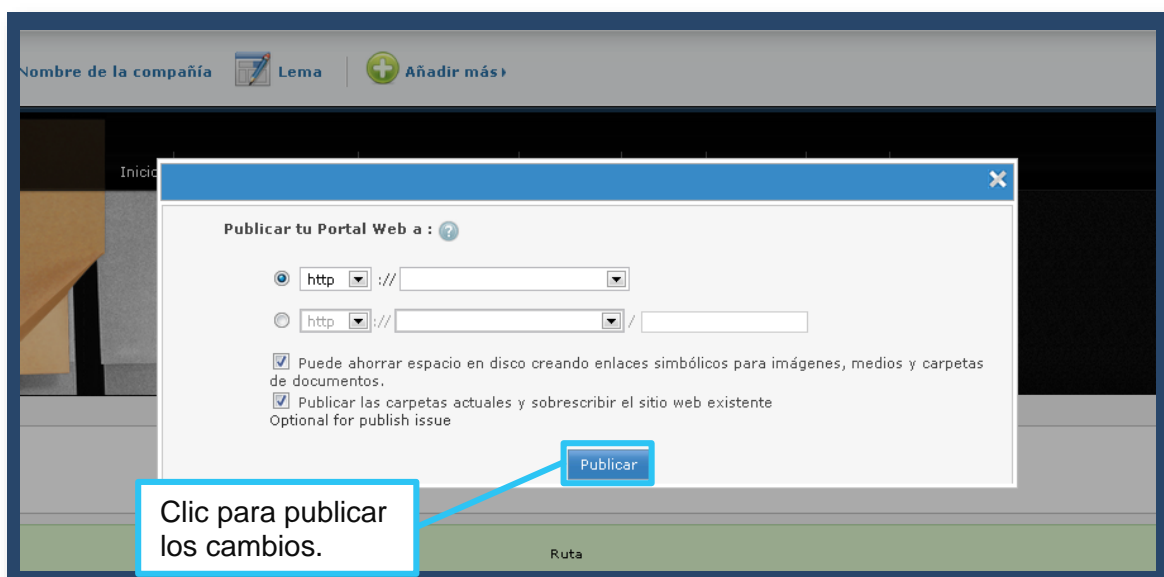 Nombre de la compañía Lema Añadir más
Inicio
Publicar tu Portal Web a :
http ://
http :// /
Puede ahorrar espacio en disco creando enlaces simbólicos para imágenes, medios y carpetas
de documentos.
Publicar las carpetas actuales y sobrescribir el sitio web existente
Optional for publish issue
Publicar
Clic para publicar
los cambios.
Ruta